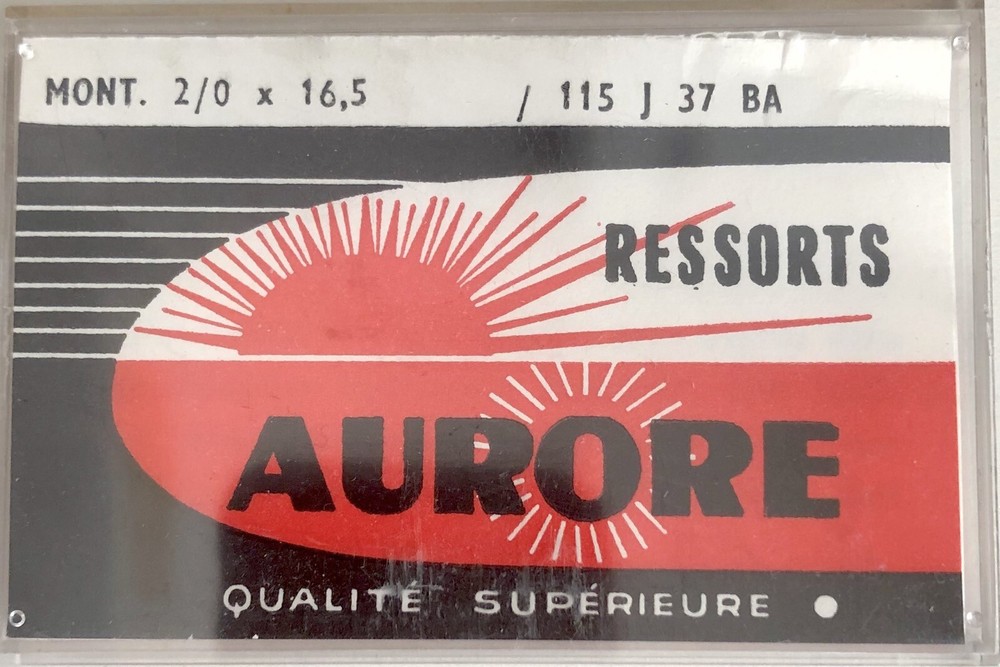 MONT. 2/0 x 16,5 / 115 J 37 BA
RESSORTS
AURORE
QUALITÉ SUPÉRIEURE